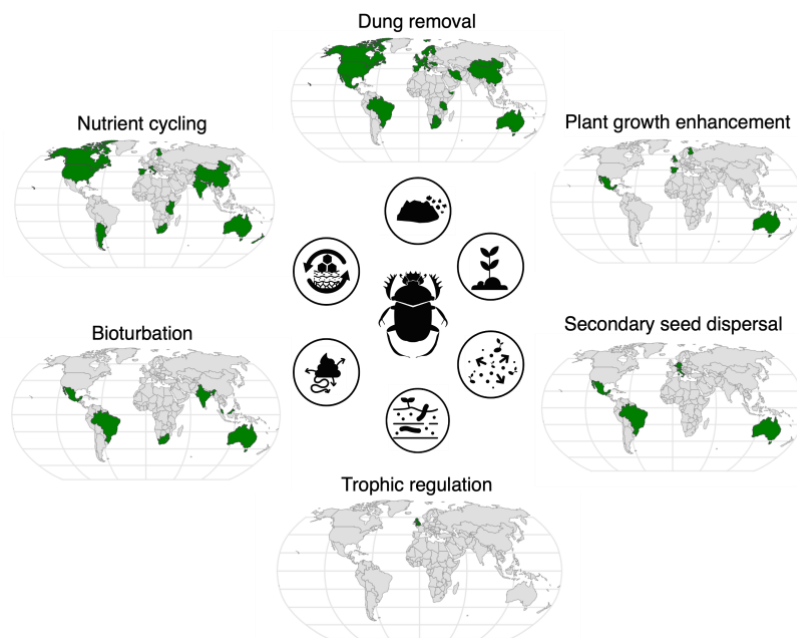 Dung removal
Nutrient cycling
Plant growth enhancement
Bioturbation
Secondary seed dispersal
Trophic regulation